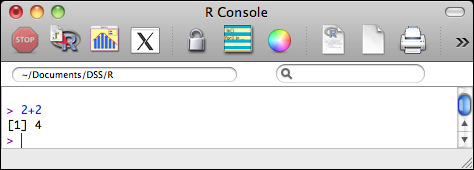 R Console
STOP
R
X
R
~/Documents/DSS/R
> 2+2
[1] 4
>